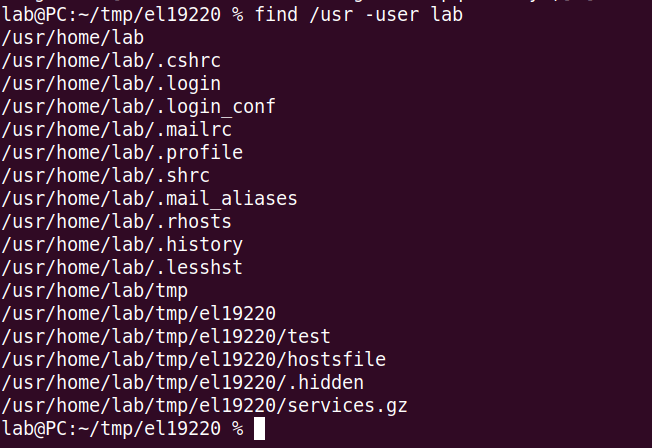 lab@PC:~/tmp/el19220 % find /usr -user lab
/usr/home/lab
/usr/home/lab/.cshrc
/usr/home/lab/.login
/usr/home/lab/.login_conf
/usr/home/lab/.mailrc
/usr/home/lab/.profile
/usr/home/lab/.shrc
/usr/home/lab/.mail_aliases
/usr/home/lab/.rhosts
/usr/home/lab/.history
/usr/home/lab/.lesshst
/usr/home/lab/tmp
/usr/home/lab/tmp/el19220
/usr/home/lab/tmp/el19220/test
/usr/home/lab/tmp/el19220/hostsfile
/usr/home/lab/tmp/el19220/.hidden
/usr/home/lab/tmp/el19220/services.gz
lab@PC:~/tmp/el19220 %